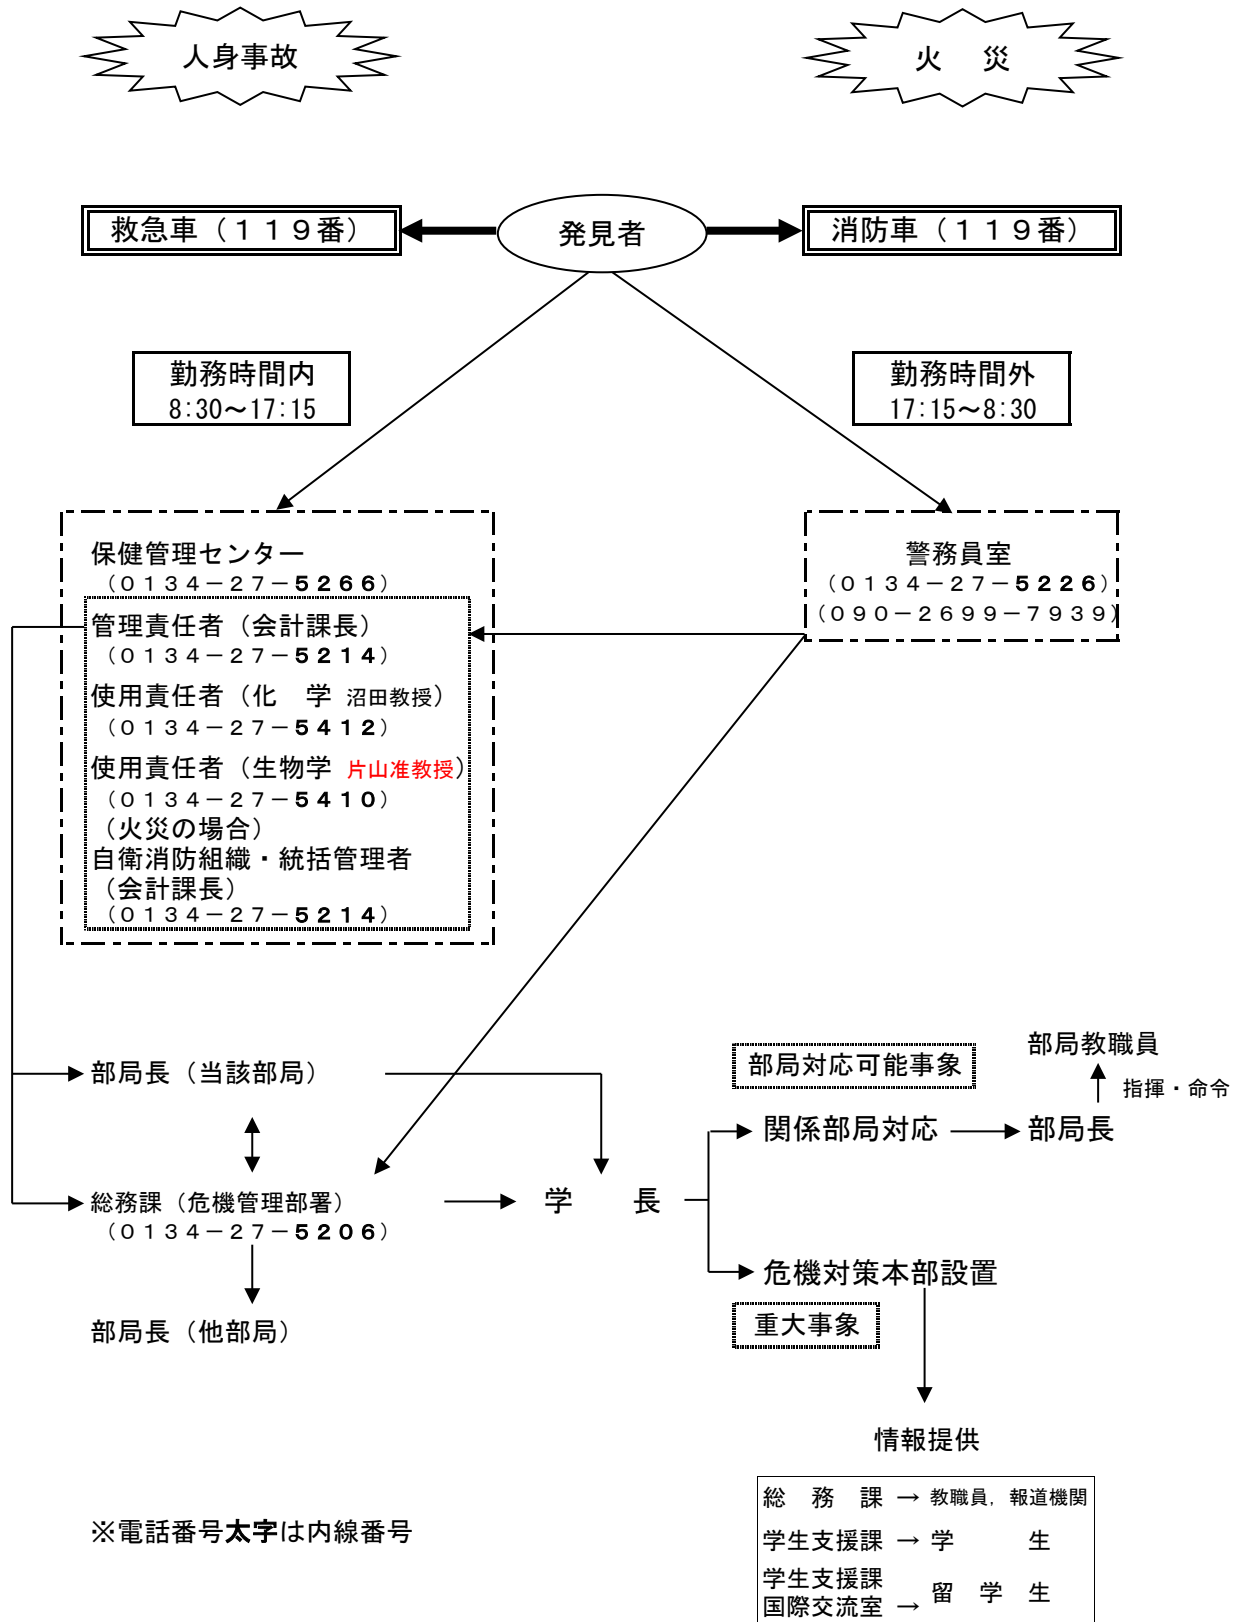 人身事故
火　災
救急車（１１９番）
発見者
消防車（１１９番）
勤務時間内
8:30～17:15
勤務時間外
17:15～8:30
保健管理センター
（０１３４－２７－５２６６）
管理責任者（会計課長）
（０１３４－２７－５２１４）
使用責任者（化　学 沼田教授）
（０１３４－２７－５４１２）
使用責任者（生物学 片山准教授）
（０１３４－２７－５４１０）
（火災の場合）
自衛消防組織・統括管理者
（会計課長）
（０１３４－２７－５２１４）
警務員室
（０１３４－２７－５２２６）
（０９０－２６９９－７９３９）
部局長（当該部局）
総務課（危機管理部署）
（０１３４－２７－５２０６）
部局長（他部局）
学　　長
部局対応可能事象
関係部局対応
部局長
部局教職員
指揮・命令
危機対策本部設置
重大事象
情報提供
総　務　課 → 教職員，報道機関
学生支援課 → 学　　　生
学生支援課
国際交流室 → 留　学　生
※電話番号太字は内線番号